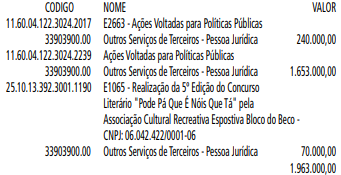 CODIGO NOME VALOR
11.60.04.122.3024.2017 E2663 - Ações Voltadas para Políticas Públicas
33903900.00 Outros Serviços de Terceiros - Pessoa Jurídica 240.000,00
11.60.04.122.3024.2239 Ações Voltadas para Políticas Públicas
33903900.00 Outros Serviços de Terceiros - Pessoa Jurídica 1.653.000,00
25.10.13.392.3001.1190 E1065 - Realização da 5ª Edição do Concurso
Literário "Pode Pá Que É Nóis Que Tá" pela
Associação Cultural Recreativa Espostiva Bloco do Beco -
CNPJ: 06.042.422/0001-06
33903900.00 Outros Serviços de Terceiros - Pessoa Jurídica 70.000,00
1.963.000,00